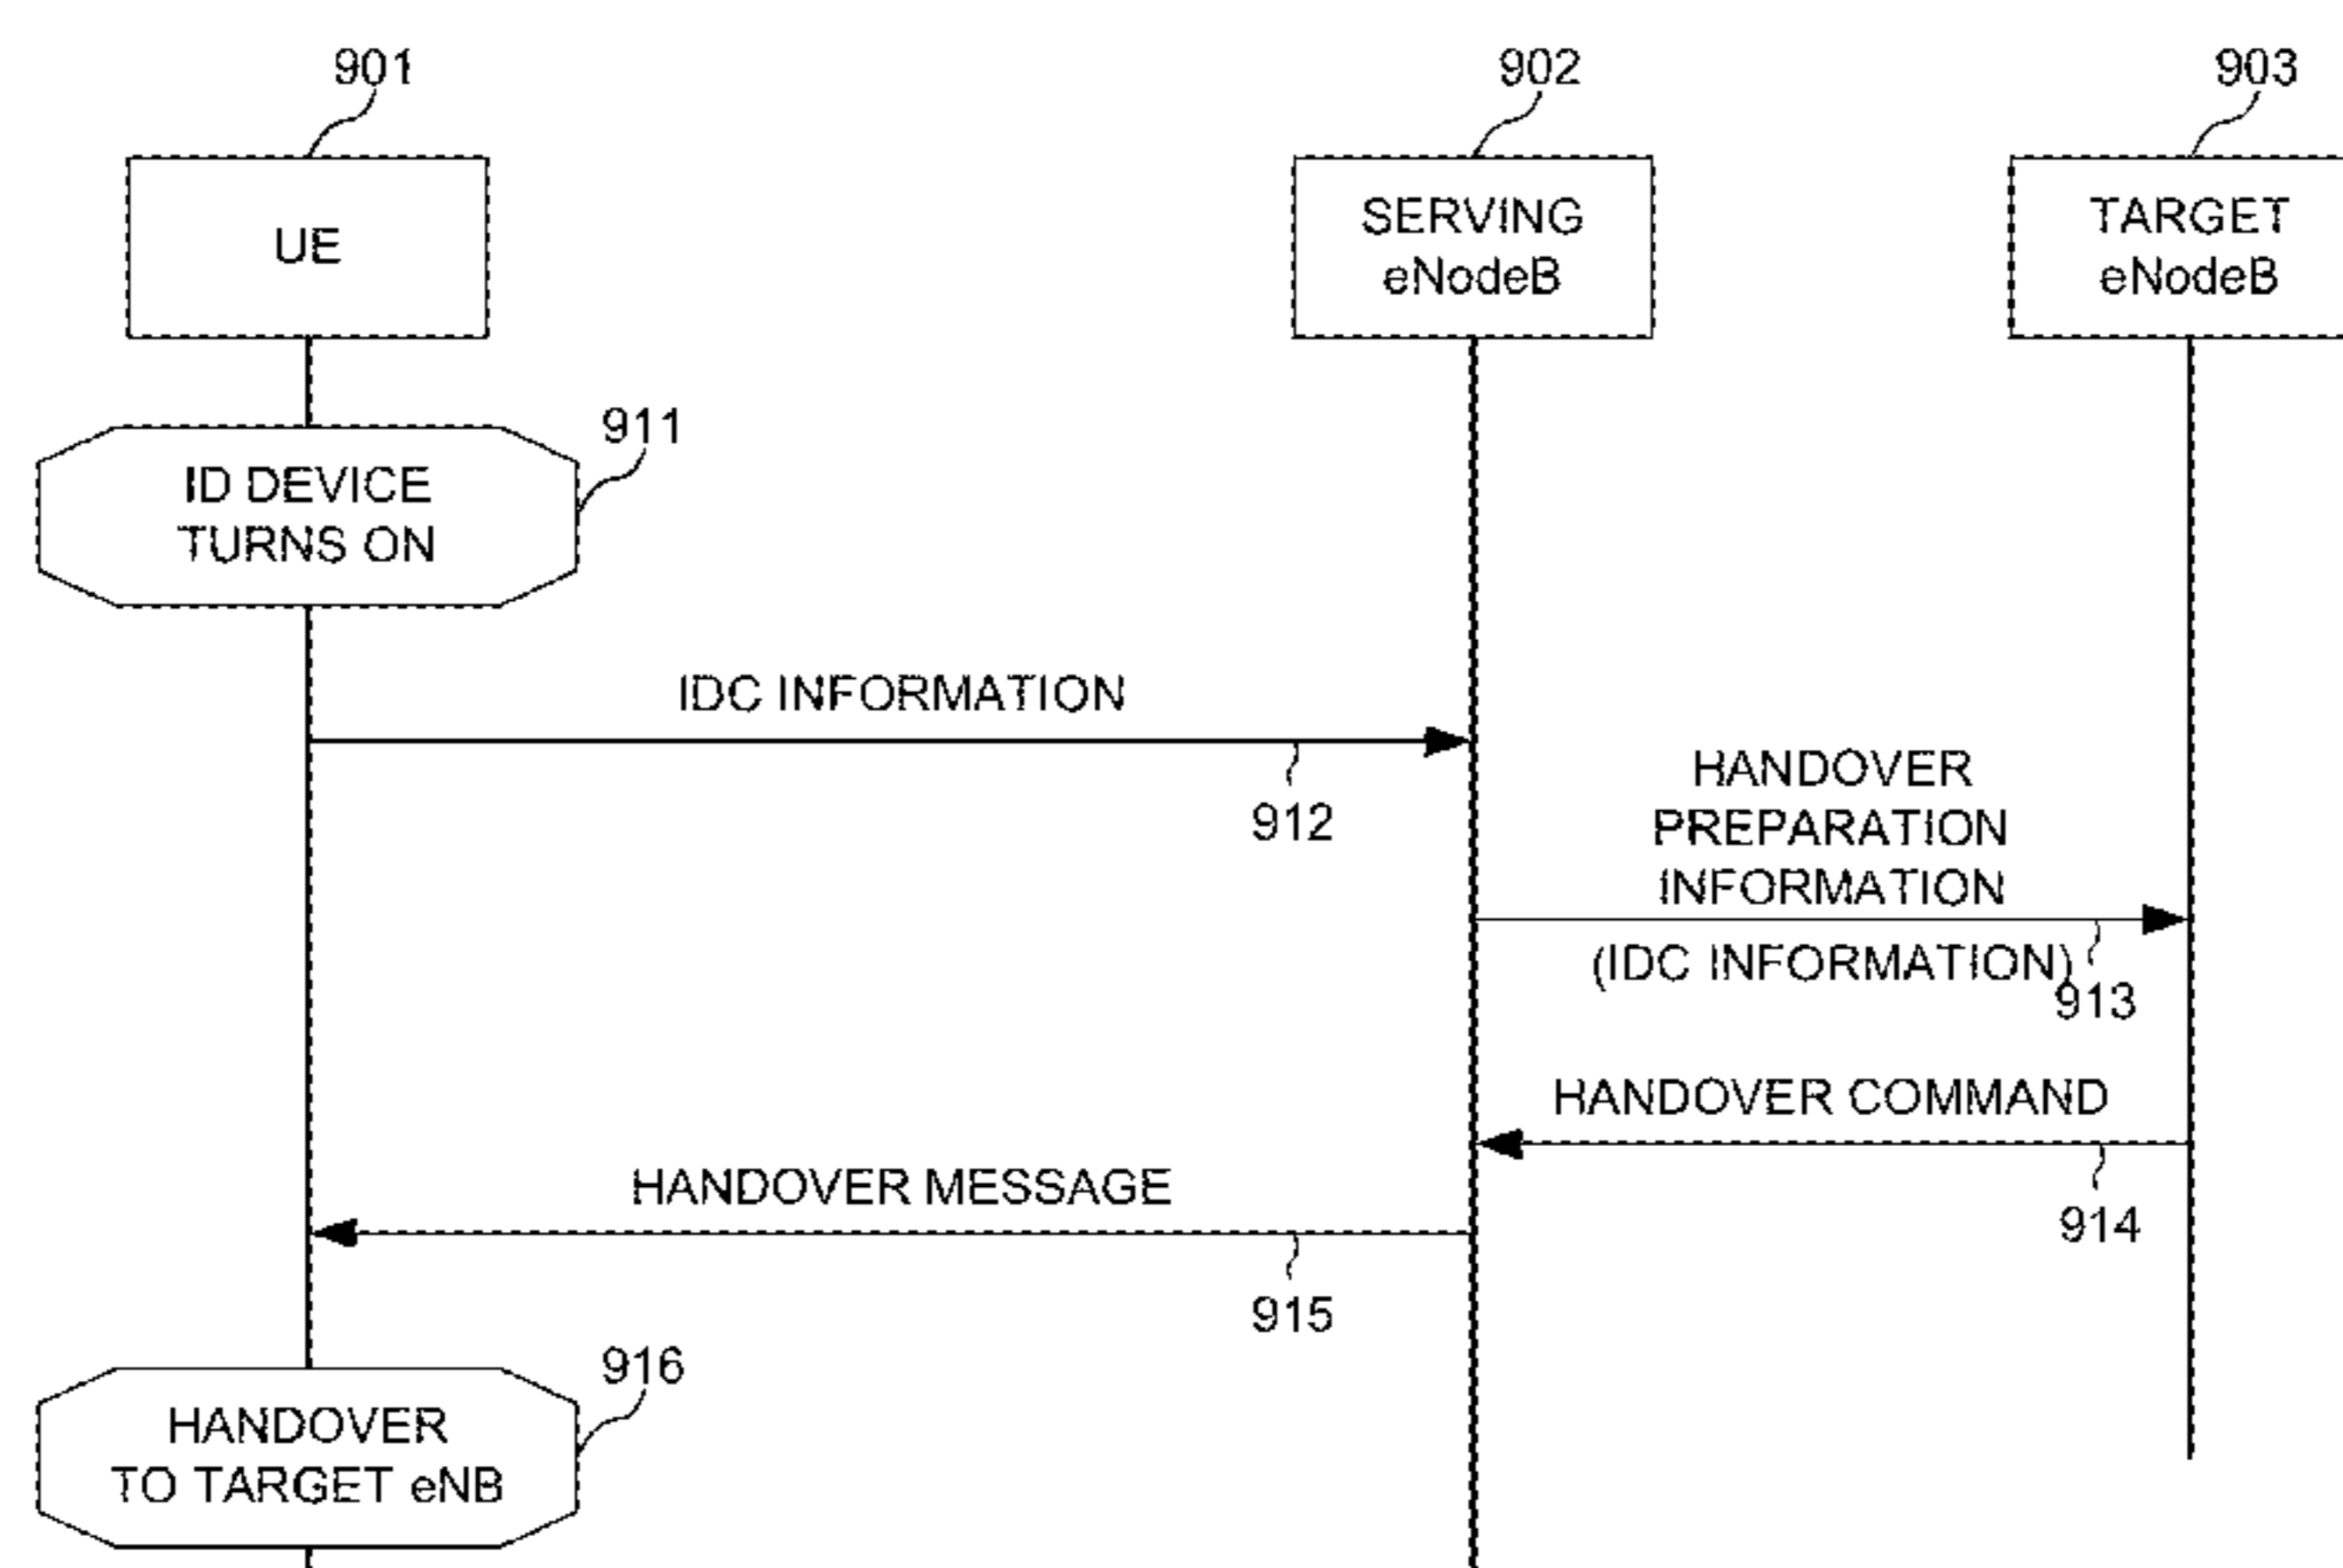 901
902
903
UE
SERVING
eNodeB
TARGET
eNodeB
911
ID DEVICE
TURNS ON
IDC INFORMATION
912
HANDOVER
PREPARATION
INFORMATION
(IDC INFORMATION)
913
HANDOVER COMMAND
914
HANDOVER MESSAGE
915
916
HANDOVER
TO TARGET eNB